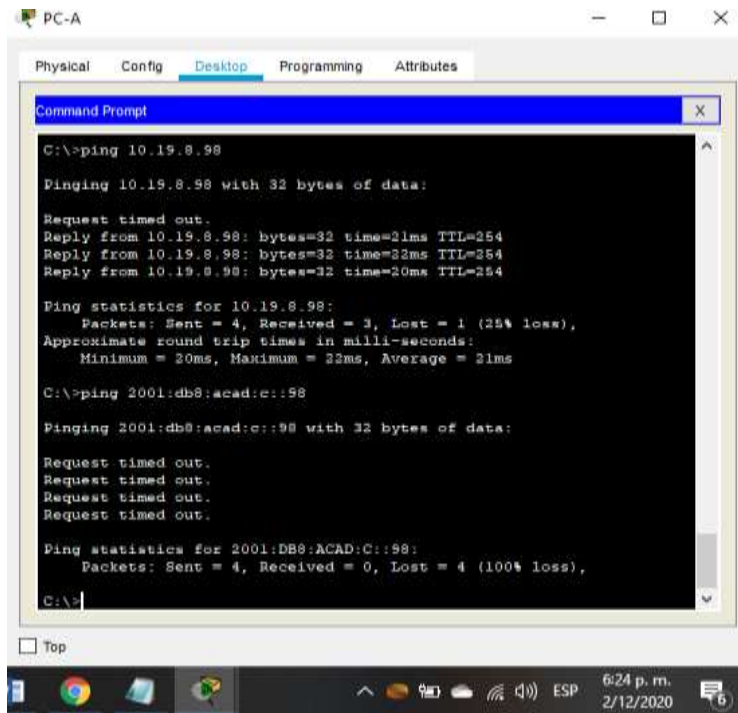 PC-A
Physical Config Desktop Programming Attributes
Command Prompt X
C:\>ping 10.19.8.98
Pinging 10.19.8.98 with 32 bytes of data:
Request timed out.
Reply from 10.19.8.98: bytes=32 time=21ms TTL=254
Reply from 10.19.8.98: bytes=32 time=22ms TTL=254
Reply from 10.19.8.98: bytes=32 time=20ms TTL=254
Ping statistics for 10.19.8.98:
Packets: Sent = 4, Received = 3, Lost = 1 (25% loss),
Approximate round trip times in milli-seconds:
Minimum = 20ms, Maximum = 22ms, Average = 21ms
C:\>ping 2001:db8:acad:c::98
Pinging 2001:db8:acad:c::98 with 32 bytes of data:
Request timed out.
Request timed out.
Request timed out.
Request timed out.
Ping statistics for 2001:DB8:ACAD:C::98:
Packets: Sent = 4, Received = 0, Lost = 4 (100% loss),
C:\>
Top
ESP 6:24 p. m.
2/12/2020 6